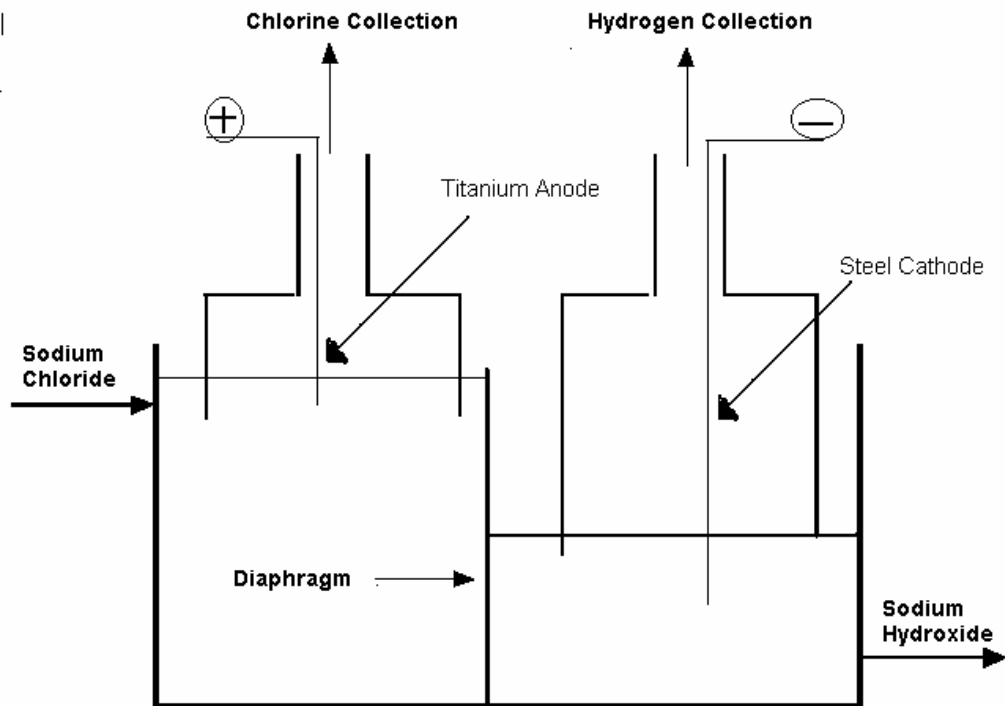 Chlorine Collection
Hydrogen Collection
+
−
Titanium Anode
Steel Cathode
Sodium
Chloride
Diaphragm
Sodium
Hydroxide